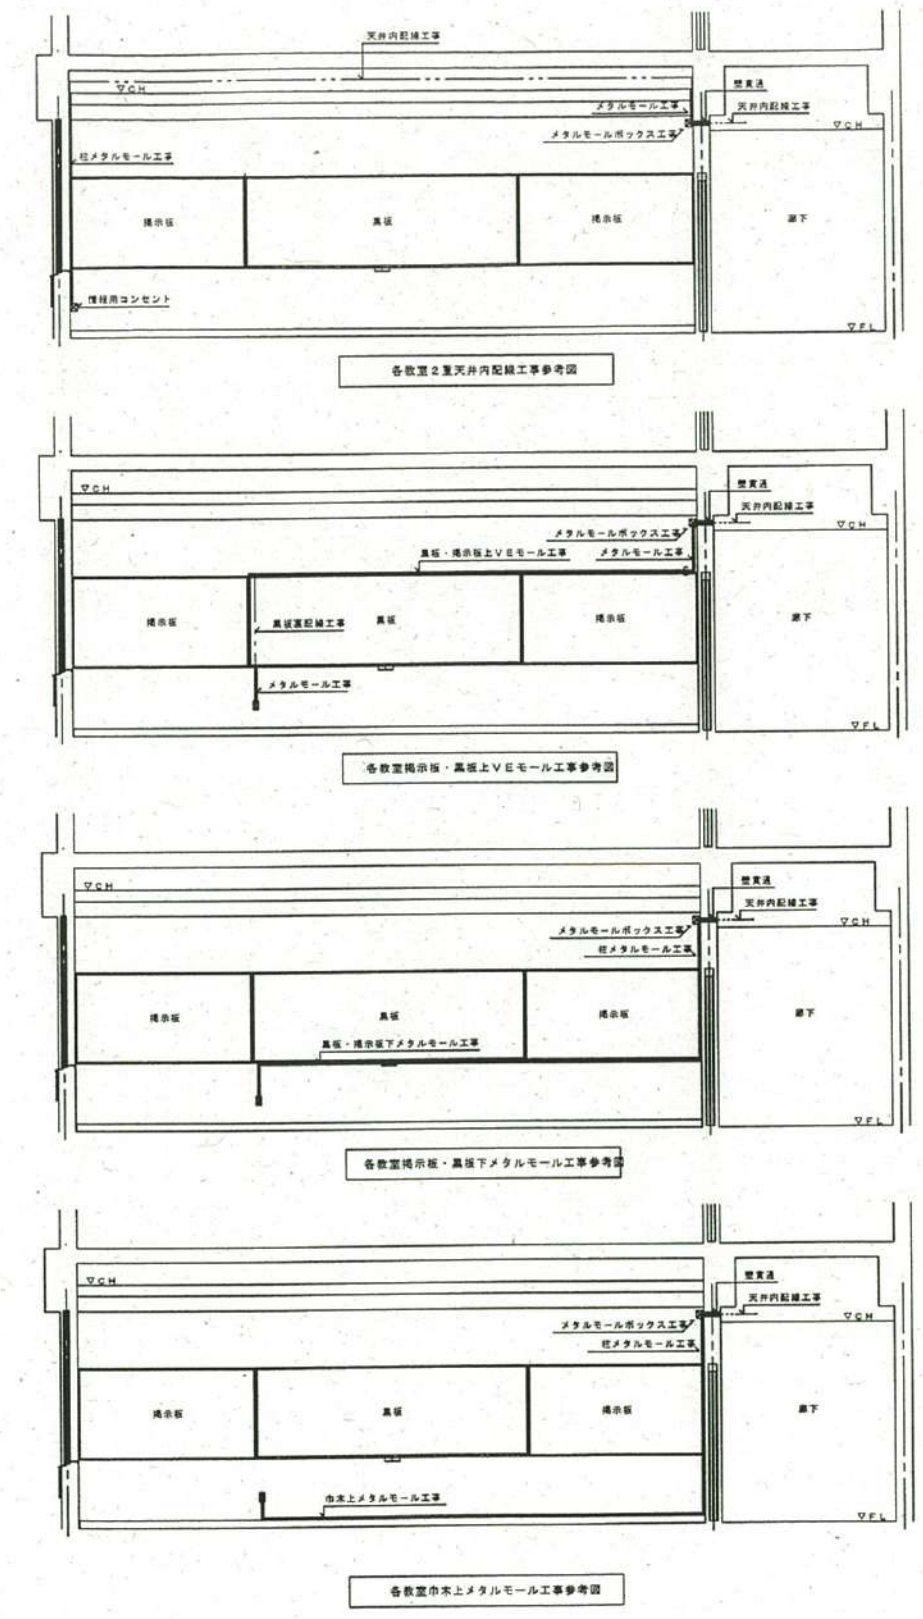 天井内配線工事
▽CH
壁貫通
メタルモール工事
天井内配線工事
メタルモールボックス工事
▽CH
柱メタルモール工事
掲示板
黒板
掲示板
廊下
情報用コンセント
▽FL
各教室2重天井内配線工事参考図
▽CH
壁貫通
天井内配線工事
▽CH
メタルモールボックス工事
黒板・掲示板上VEモール工事
メタルモール工事
掲示板
黒板裏配線工事
黒板
掲示板
廊下
メタルモール工事
▽FL
各教室掲示板・黒板上VEモール工事参考図
▽CH
壁貫通
天井内配線工事
▽CH
メタルモールボックス工事
柱メタルモール工事
掲示板
黒板
掲示板
廊下
黒板・掲示板下メタルモール工事
▽FL
各教室掲示板・黒板下メタルモール工事参考図
▽CH
壁貫通
天井内配線工事
▽CH
メタルモールボックス工事
柱メタルモール工事
掲示板
黒板
掲示板
廊下
巾木上メタルモール工事
▽FL
各教室巾木上メタルモール工事参考図